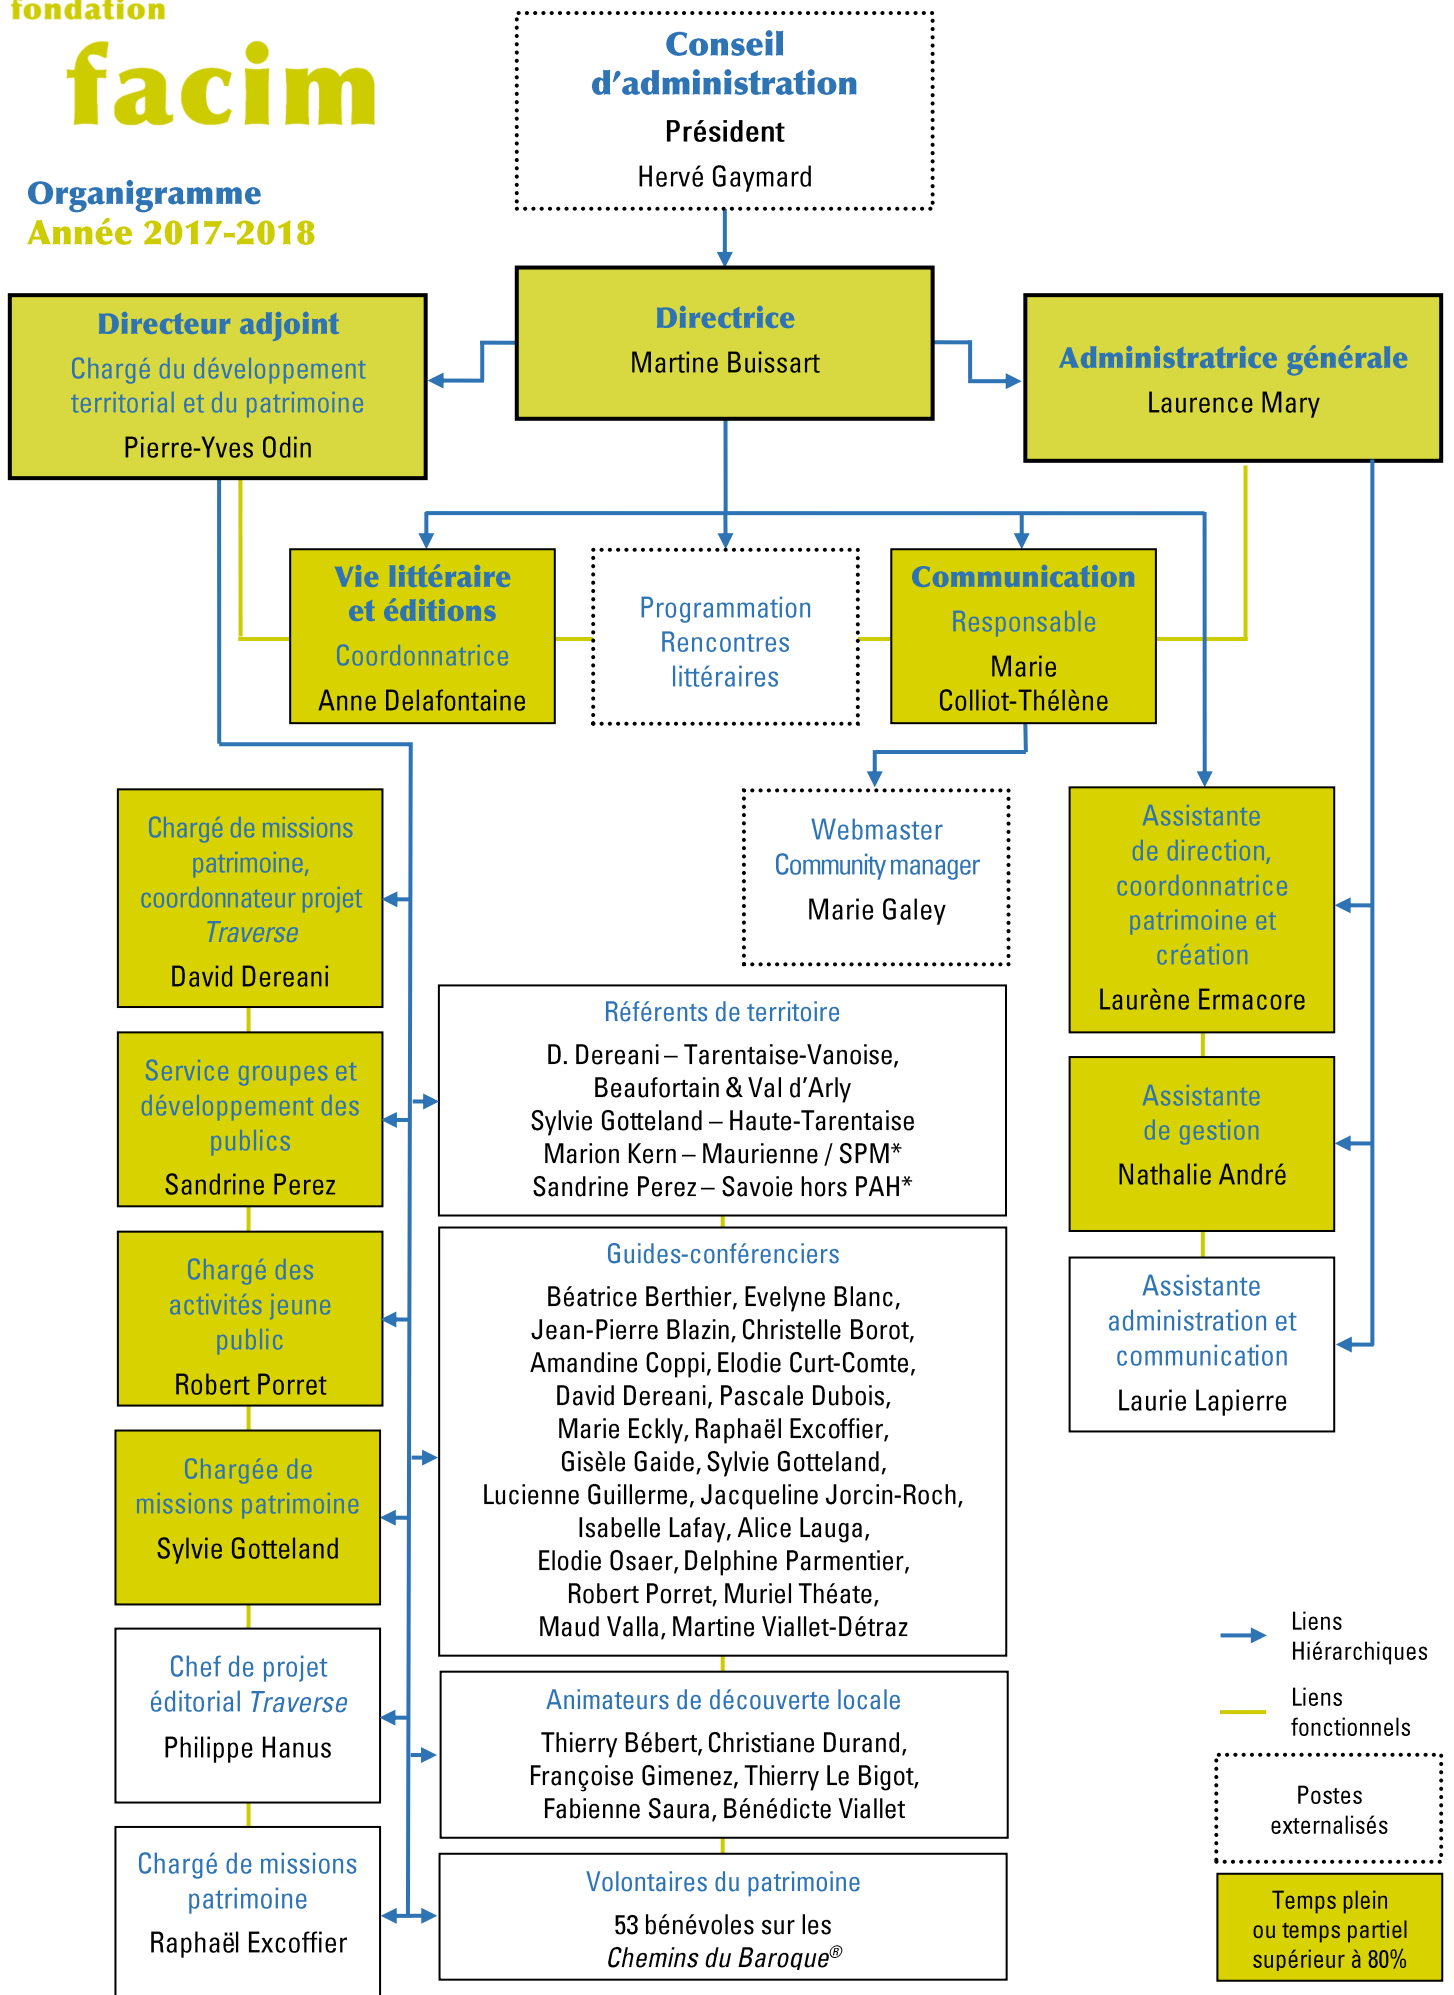 fondation
facim
Organigramme
Année 2017-2018
Conseil
d'administration
Président
Hervé Gaymard
Directeur adjoint
Chargé du développement
territorial et du patrimoine
Pierre-Yves Odin
Directrice
Martine Buissart
Administratrice générale
Laurence Mary
Vie littéraire
et éditions
Coordonnatrice
Anne Delafontaine
Programmation
Rencontres
littéraires
Communication
Responsable
Marie
Colliot-Thélène
Webmaster
Community manager
Marie Galey
Chargé de missions
patrimoine,
coordonnateur projet
Traverse
David Dereani
Service groupes et
développement des
publics
Sandrine Perez
Chargé des
activités jeune
public
Robert Porret
Chargée de
missions patrimoine
Sylvie Gotteland
Chef de projet
éditorial Traverse
Philippe Hanus
Chargé de missions
patrimoine
Raphaël Excoffier
Référents de territoire
D. Dereani – Tarentaise-Vanoise,
Beaufortain & Val d'Arly
Sylvie Gotteland – Haute-Tarentaise
Marion Kern – Maurienne / SPM*
Sandrine Perez – Savoie hors PAH*
Guides-conférenciers
Béatrice Berthier, Evelyne Blanc,
Jean-Pierre Blazin, Christelle Borot,
Amandine Coppi, Elodie Curt-Comte,
David Dereani, Pascale Dubois,
Marie Eckly, Raphaël Excoffier,
Gisèle Gaide, Sylvie Gotteland,
Lucienne Guillerme, Jacqueline Jorcin-Roch,
Isabelle Lafay, Alice Lauga,
Elodie Osaer, Delphine Parmentier,
Robert Porret, Muriel Théate,
Maud Valla, Martine Viallet-Détraz
Animateurs de découverte locale
Thierry Bébert, Christiane Durand,
Françoise Gimenez, Thierry Le Bigot,
Fabienne Saura, Bénédicte Viallet
Volontaires du patrimoine
53 bénévoles sur les
Chemins du Baroque®
Assistante
de direction,
coordonnatrice
patrimoine et
création
Laurène Ermacore
Assistante
de gestion
Nathalie André
Assistante
administration et
communication
Laurie Lapierre
Liens
Hiérarchiques
Liens
fonctionnels
Postes
externalisés
Temps plein
ou temps partiel
supérieur à 80%